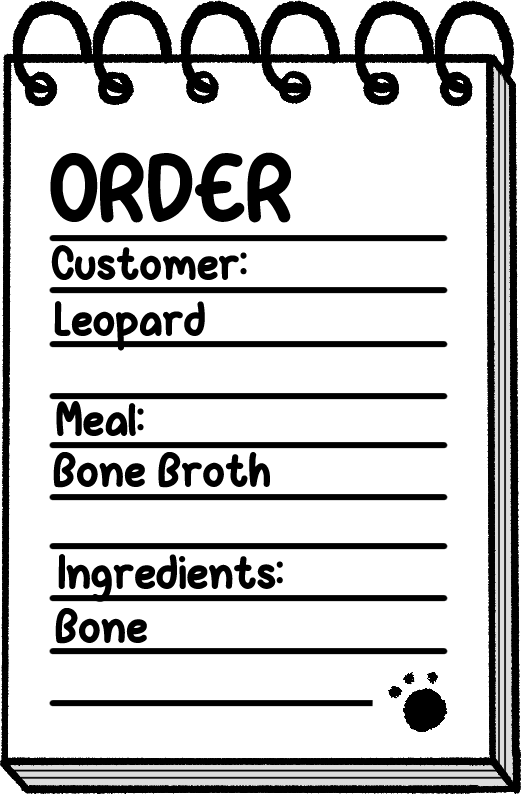 ORDER
Customer:
Leopard
Meal:
Bone Broth
Ingredients:
Bone